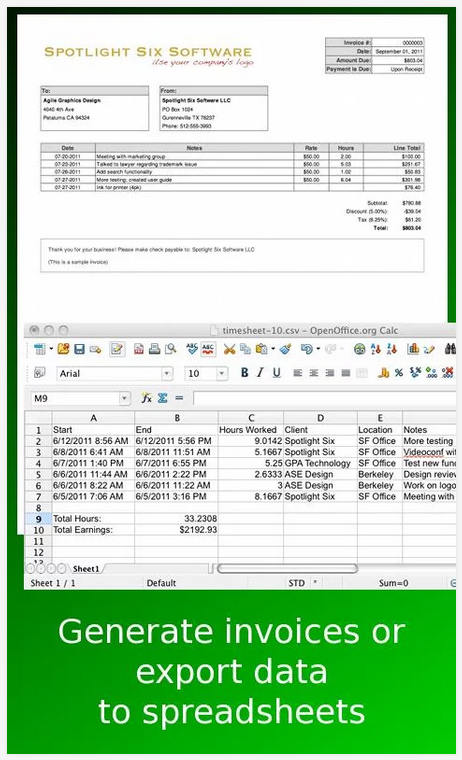 SPOTLIGHT SIX SOFTWARE
(Use your company's logo
Invoice #: 0000003
Date: September 01, 2011
Amount Due: $803.04
Payment is Due: Upon Receipt
To: From:
Agile Graphics Design Spotlight Six Software LLC
4040 4th Ave PO Box 1024
Petaluma CA 94324 Guerneville TX 78237
Phone: 512-555-3993
Date Notes Rate Hours Line Total
07-20-2011 Meeting with marketing group $50.00 2.00 $100.00
07-23-2011 Talked to lawyer regarding trademark issue $50.00 5.03 $251.67
07-26-2011 Add search functionality $50.00 1.02 $50.83
07-27-2011 More testing; created user guide $50.00 6.04 $301.98
07-27-2011 Ink for printer (4pk) $76.40
Subtotal: $780.88
Discount (5.00%): -$39.04
Tax (8.25%): $61.20
Total: $803.04
Thank you for your business! Please make check payable to: Spotlight Six Software LLC
(This is a sample invoice)
timesheet-10.csv - OpenOffice.org Calc
Arial 10 B I U
M9
A B C D E
1 Start End Hours Worked Client Location Notes
2 6/12/2011 8:56 AM 6/12/2011 5:56 PM 9.0142 Spotlight Six SF Office More testing
3 6/8/2011 6:41 AM 6/8/2011 11:51 AM 5.1667 Spotlight Six SF Office Videoconf wit
4 6/7/2011 1:40 PM 6/7/2011 6:55 PM 5.25 GPA Technology SF Office Test new fun
5 6/6/2011 11:44 AM 6/6/2011 2:22 PM 2.6333 ASE Design Berkeley Design review
6 6/6/2011 8:22 AM 6/6/2011 11:22 AM 3 ASE Design Berkeley Work on logo
7 6/5/2011 7:06 AM 6/5/2011 3:16 PM 8.1667 Spotlight Six SF Office Meeting with
8
9 Total Hours: 33.2308
10 Total Earnings: $2192.93
11
12
13
Sheet1
Sheet 1 / 1 Default STD * Sum=0
Generate invoices or
export data
to spreadsheets